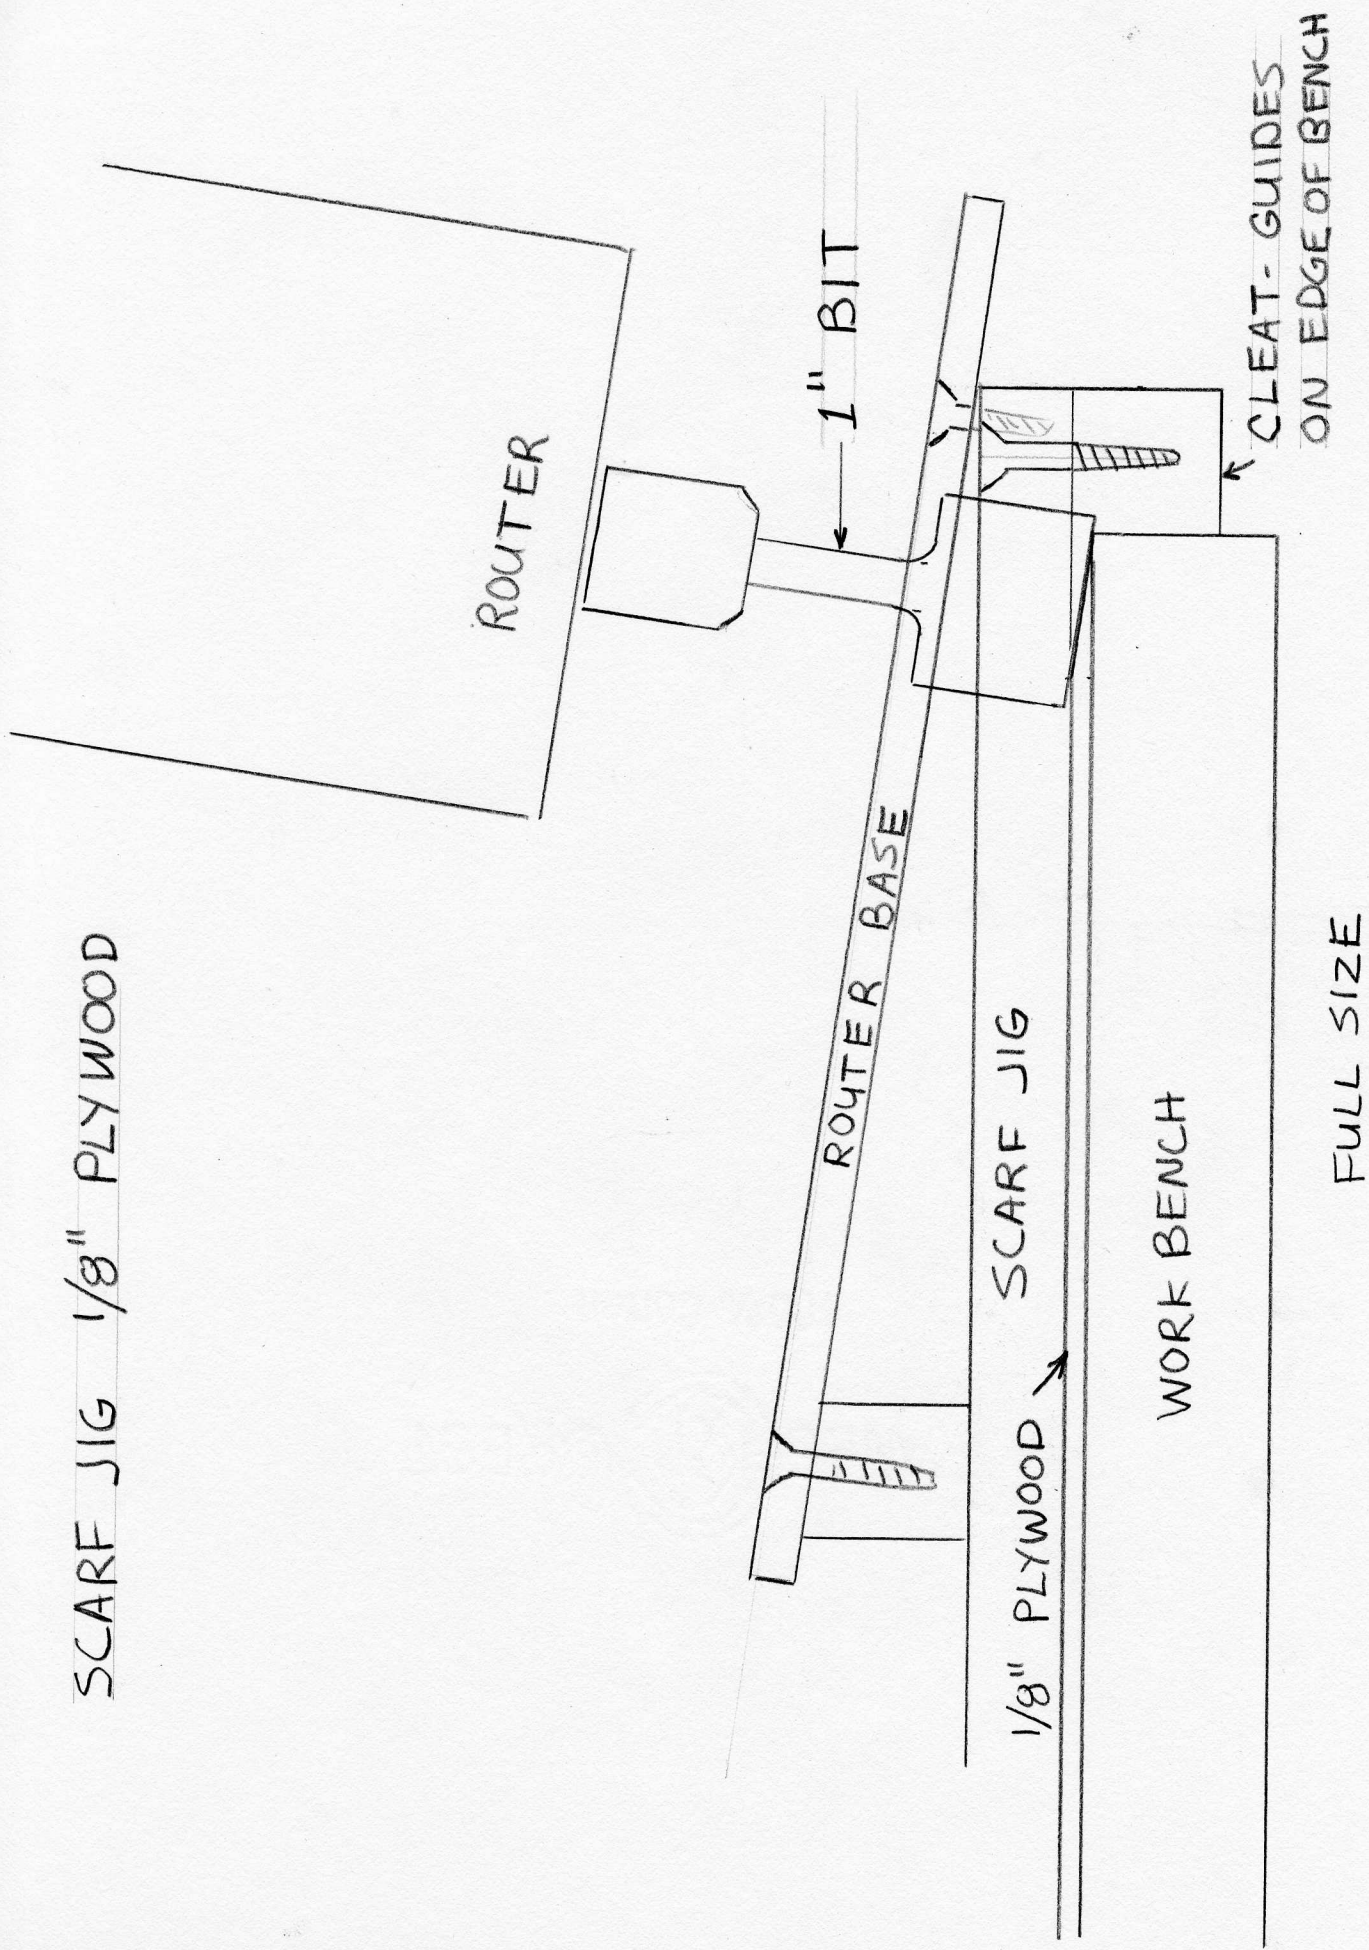 SCARF JIG 1/8" PLYWOOD
ROUTER
1" BIT
ROUTER BASE
SCARF JIG
1/8" PLYWOOD
WORK BENCH
CLEAT- GUIDES
ON EDGE OF BENCH
FULL SIZE